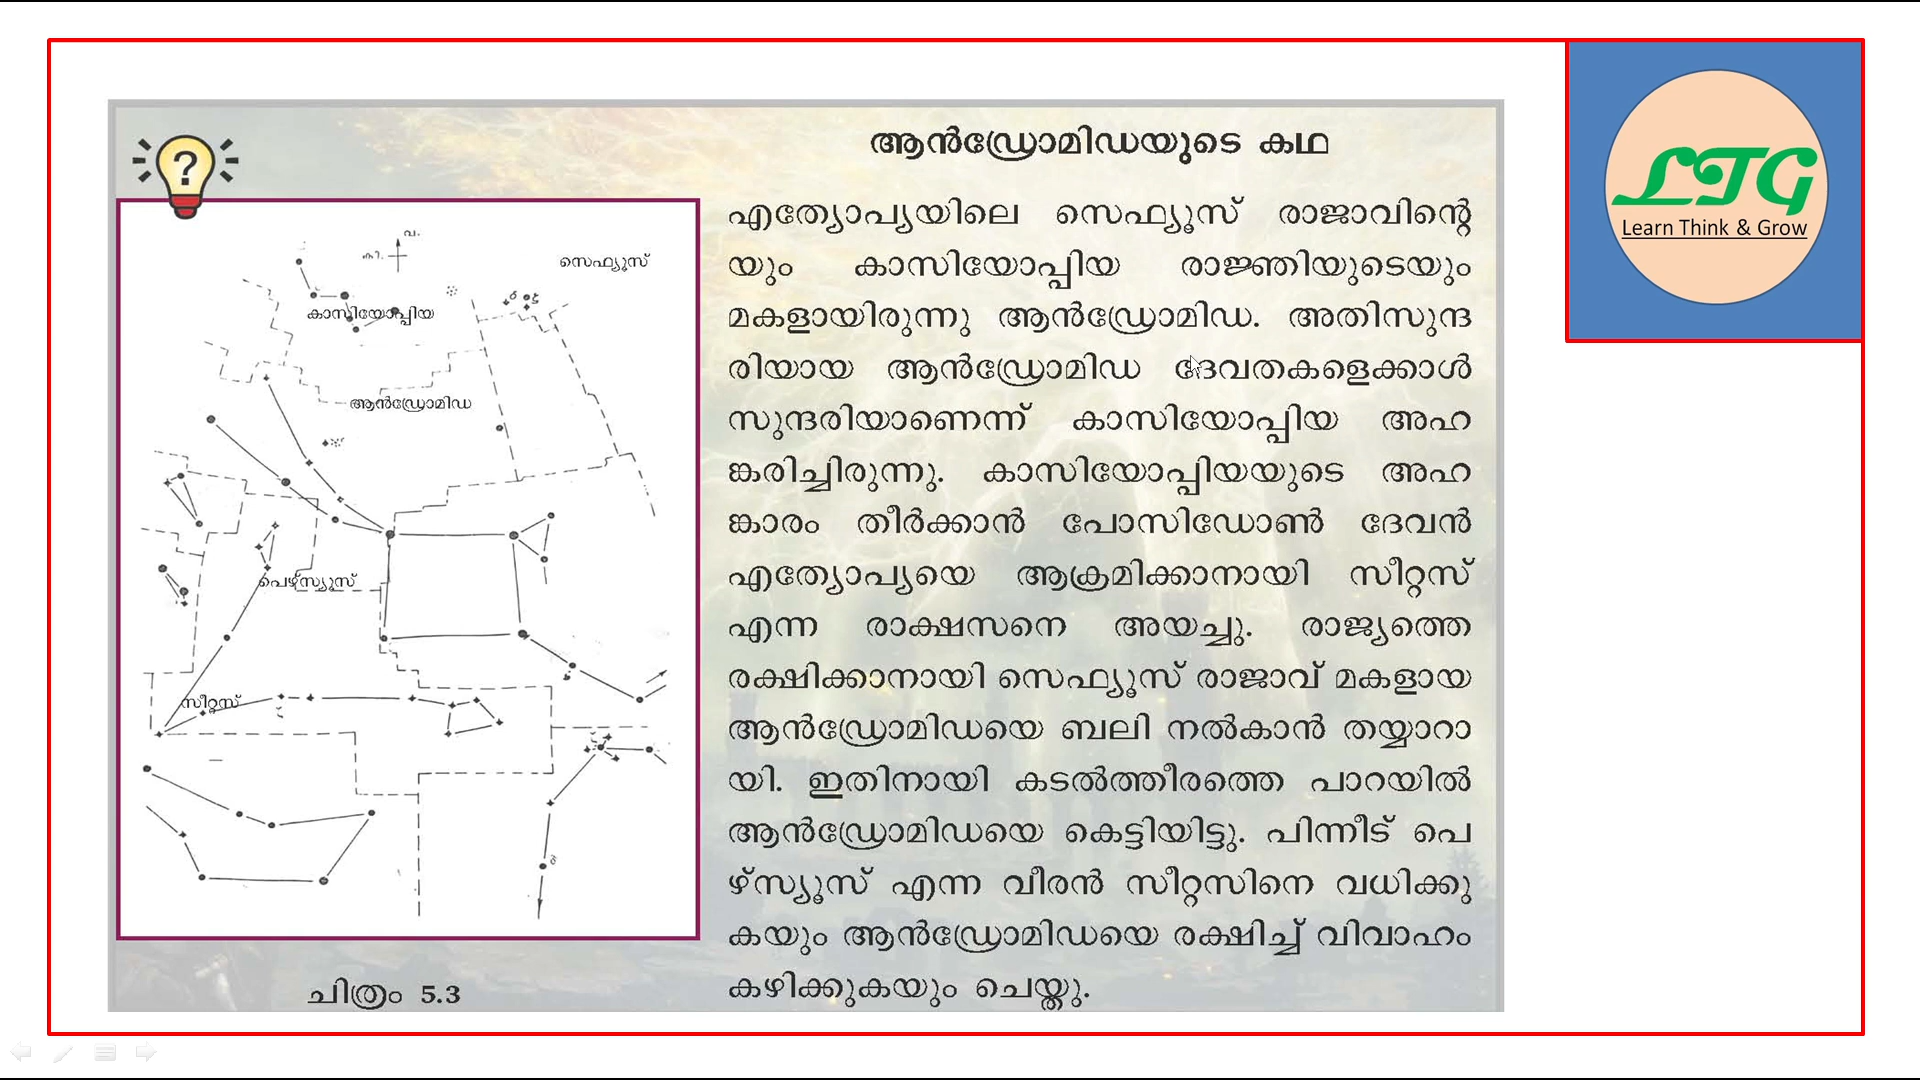 LTG
Learn Think & Grow
ആൻഡ്രോമിഡയുടെ കഥ
എത്യോപ്യയിലെ സെഫ്യൂസ് രാജാവിന്റെ
യും കാസിയോപ്പിയ രാജ്ഞിയുടെയും
മകളായിരുന്നു ആൻഡ്രോമിഡ. അതിസുന്ദ
രിയായ ആൻഡ്രോമിഡ ദേവതകളെക്കാൾ
സുന്ദരിയാണെന്ന് കാസിയോപ്പിയ അഹ
ങ്കരിച്ചിരുന്നു. കാസിയോപ്പിയയുടെ അഹ
ങ്കാരം തീർക്കാൻ പോസിഡോൺ ദേവൻ
എത്യോപ്യയെ ആക്രമിക്കാനായി സീറ്റസ്
എന്ന രാക്ഷസനെ അയച്ചു. രാജ്യത്തെ
രക്ഷിക്കാനായി സെഫ്യൂസ് രാജാവ് മകളായ
ആൻഡ്രോമിഡയെ ബലി നൽകാൻ തയ്യാറാ
യി. ഇതിനായി കടൽത്തീരത്തെ പാറയിൽ
ആൻഡ്രോമിഡയെ കെട്ടിയിട്ടു. പിന്നീട് പെ
ഴ്സ്യൂസ് എന്ന വീരൻ സീറ്റസിനെ വധിക്കു
കയും ആൻഡ്രോമിഡയെ രക്ഷിച്ച് വിവാഹം
കഴിക്കുകയും ചെയ്തു.
?
വ.
കി.
സെഫ്യൂസ്
കാസിയോപ്പിയ
ആൻഡ്രോമിഡ
പെഴ്സ്യൂസ്
സീറ്റസ്
ചിത്രം 5.3